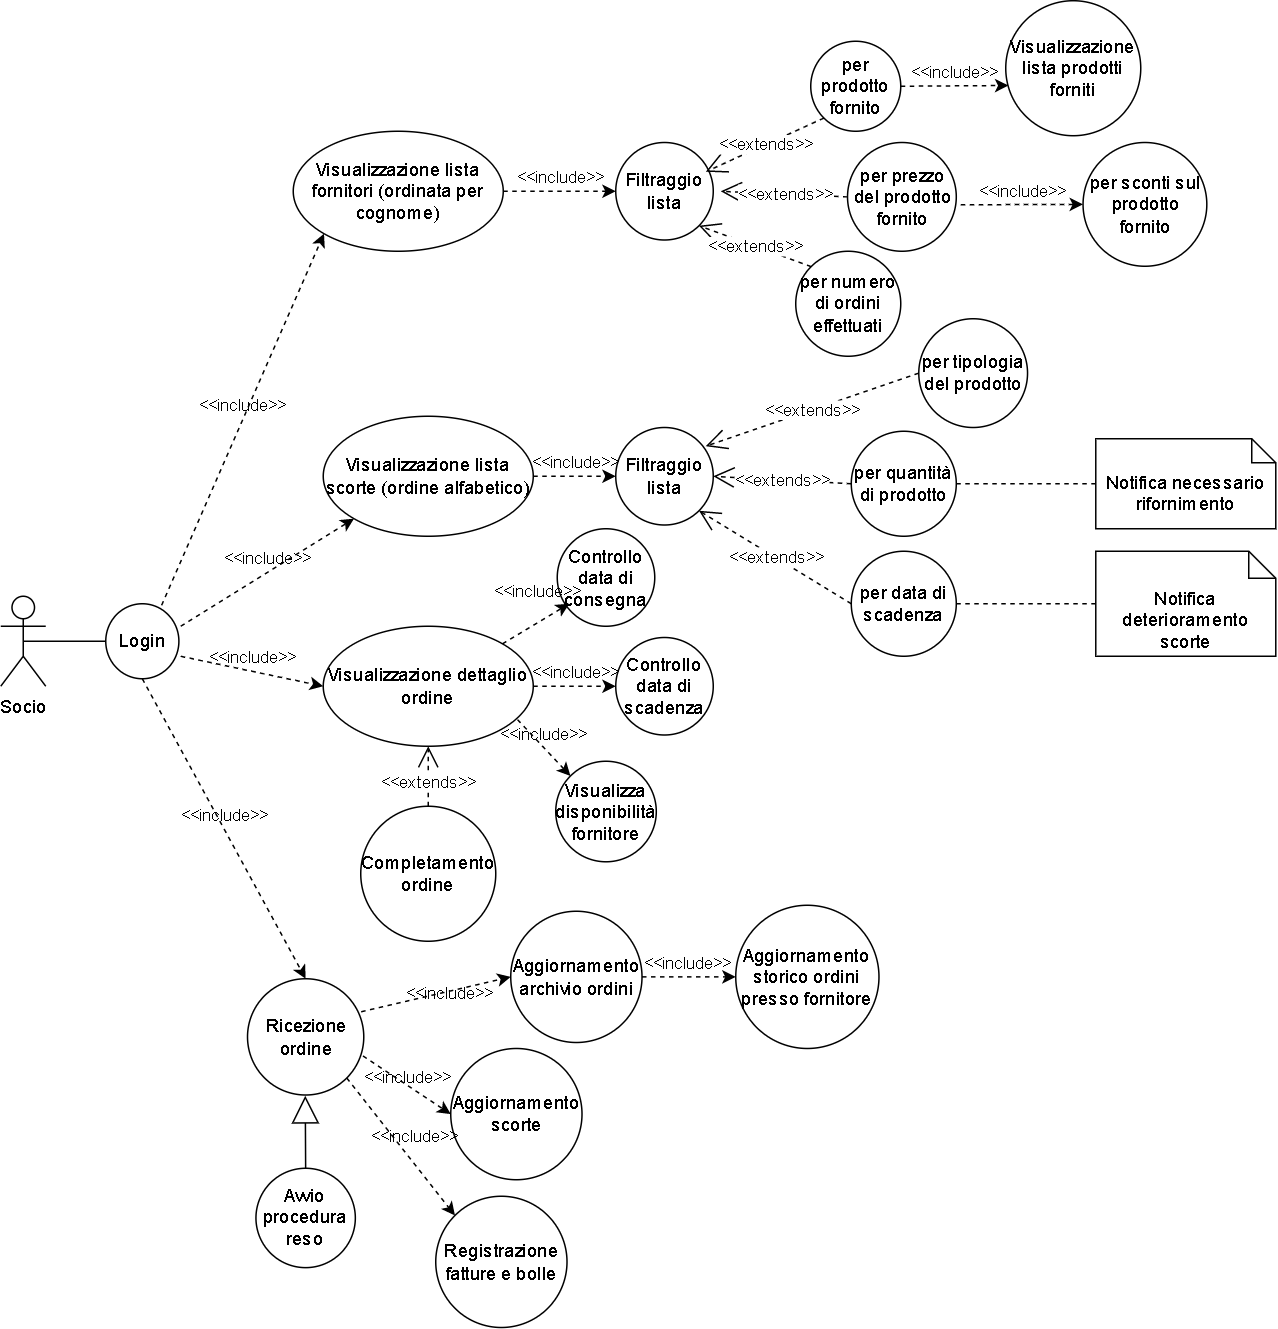 per
prodotto
fornito
<<include>>
Visualizzazione
lista prodotti
forniti
<<extends>>
Visualizzazione lista
fornitori (ordinata per
cognome)
<<include>>
Filtraggio
lista
<<extends>>
per prezzo
del prodotto
fornito
<<include>>
per sconti sul
prodotto
fornito
<<extends>>
per numero
di ordini
effettuati
<<include>>
per tipologia
del prodotto
<<extends>>
Visualizzazione lista
scorte (ordine alfabetico)
<<include>>
Filtraggio
lista
<<extends>>
per quantità
di prodotto
Notifica necessario
rifornimento
<<include>>
<<extends>>
per data di
scadenza
Notifica
deterioramento
scorte
Controllo
data di
consegna
<<include>>
Socio
Login
<<include>>
Visualizzazione dettaglio
ordine
<<include>>
Controllo
data di
scadenza
<<include>>
Visualizza
disponibilità
fornitore
<<extends>>
Completamento
ordine
<<include>>
Ricezione
ordine
<<include>>
Aggiornamento
archivio ordini
<<include>>
Aggiornamento
storico ordini
presso fornitore
<<include>>
Aggiornamento
scorte
<<include>>
Registrazione
fatture e bolle
Avvio
procedura
reso